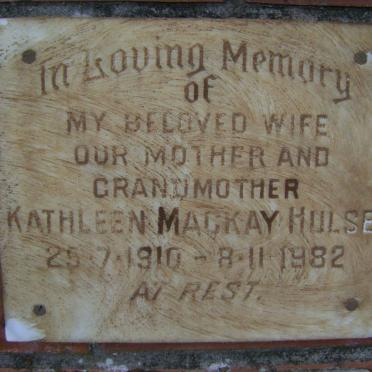 In Loving Memory
of
MY BELOVED WIFE
OUR MOTHER AND
GRANDMOTHER
KATHLEEN MACKAY HULSE
25·7·1910 - 8·11·1982
AT REST.